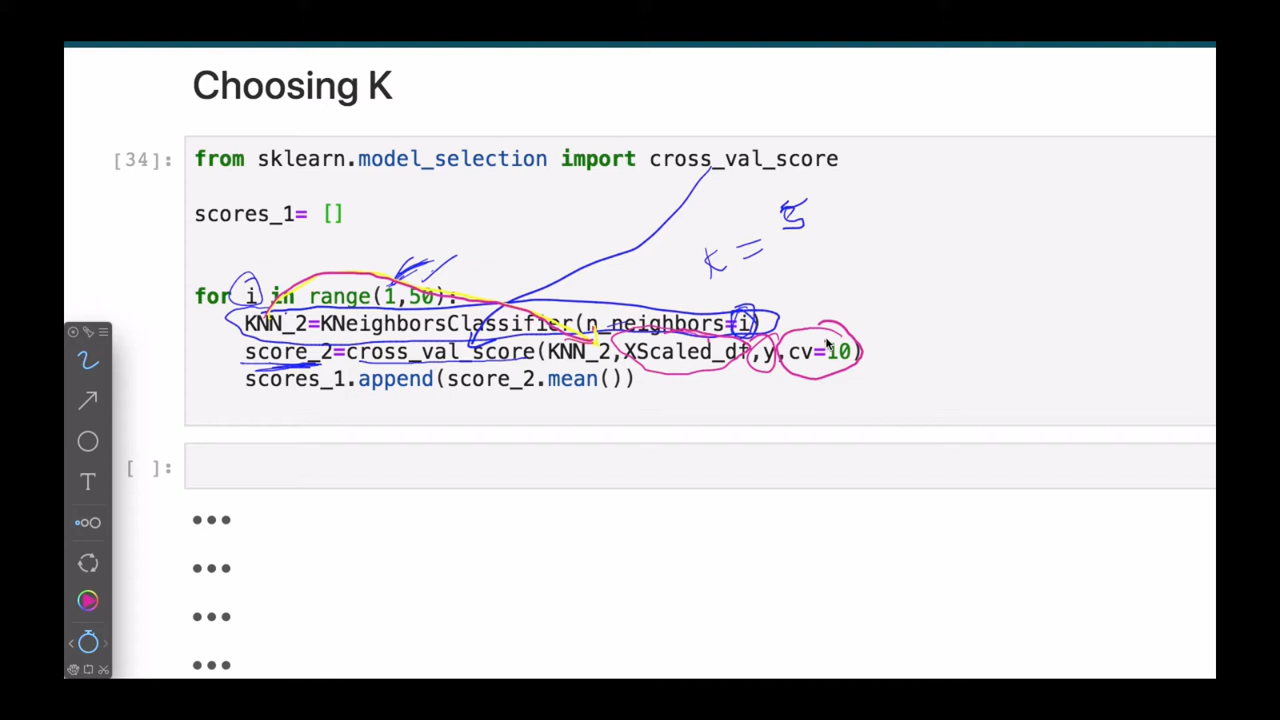 Choosing K
[34]:
from sklearn.model_selection import cross_val_score
scores_1= []
K = 5
for i in range(1,50):
KNN_2=KNeighborsClassifier(n_neighbors=i)
score_2=cross_val_score(KNN_2,XScaled_df,y,cv=10)
scores_1.append(score_2.mean())
[ ]:
T